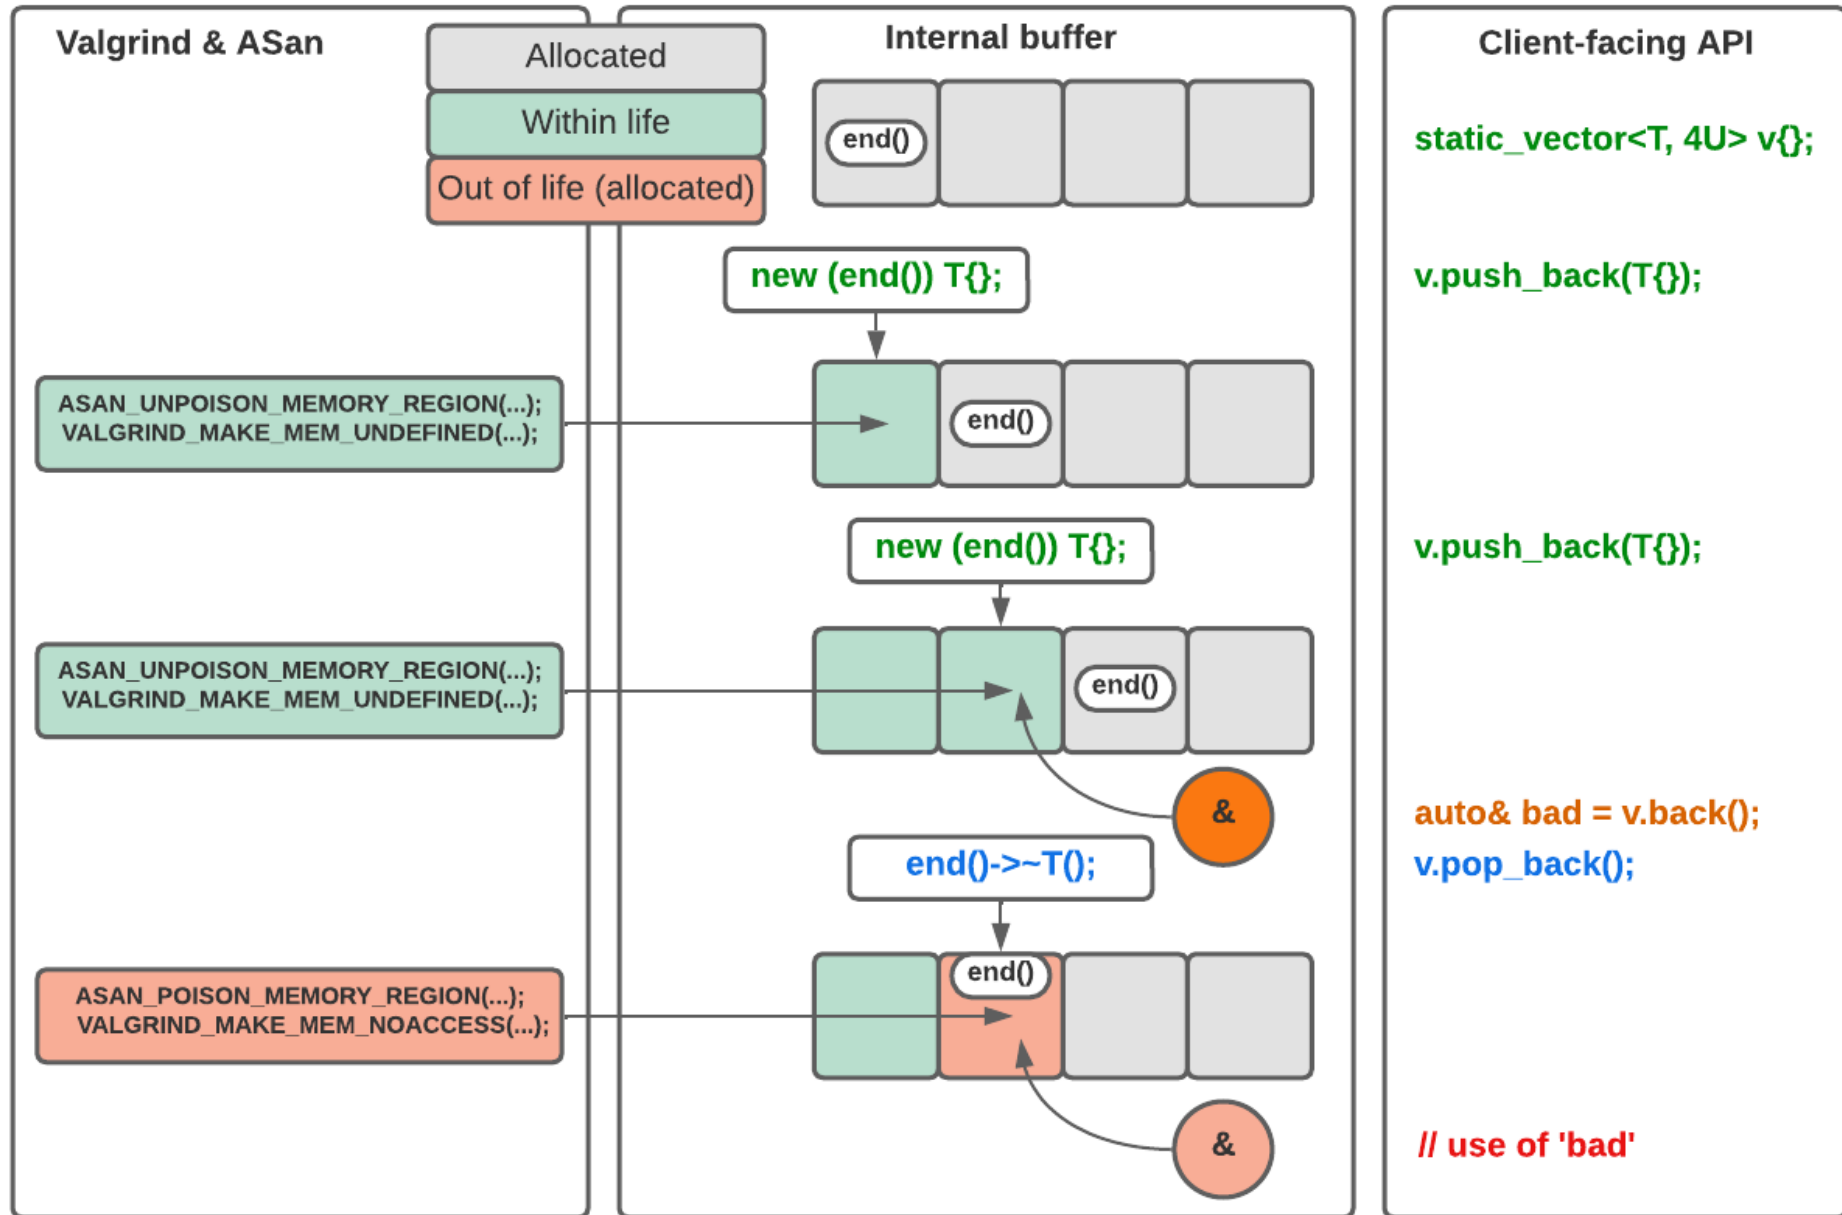 Valgrind & ASan
Allocated
Within life
Out of life (allocated)
Internal buffer
Client-facing API
end()
static_vector<T, 4U> v{};
new (end()) T{};
v.push_back(T{});
ASAN_UNPOISON_MEMORY_REGION(...);
VALGRIND_MAKE_MEM_UNDEFINED(...);
end()
new (end()) T{};
v.push_back(T{});
ASAN_UNPOISON_MEMORY_REGION(...);
VALGRIND_MAKE_MEM_UNDEFINED(...);
end()
&
auto& bad = v.back();
end()->~T();
v.pop_back();
ASAN_POISON_MEMORY_REGION(...);
VALGRIND_MAKE_MEM_NOACCESS(...);
end()
&
// use of 'bad'